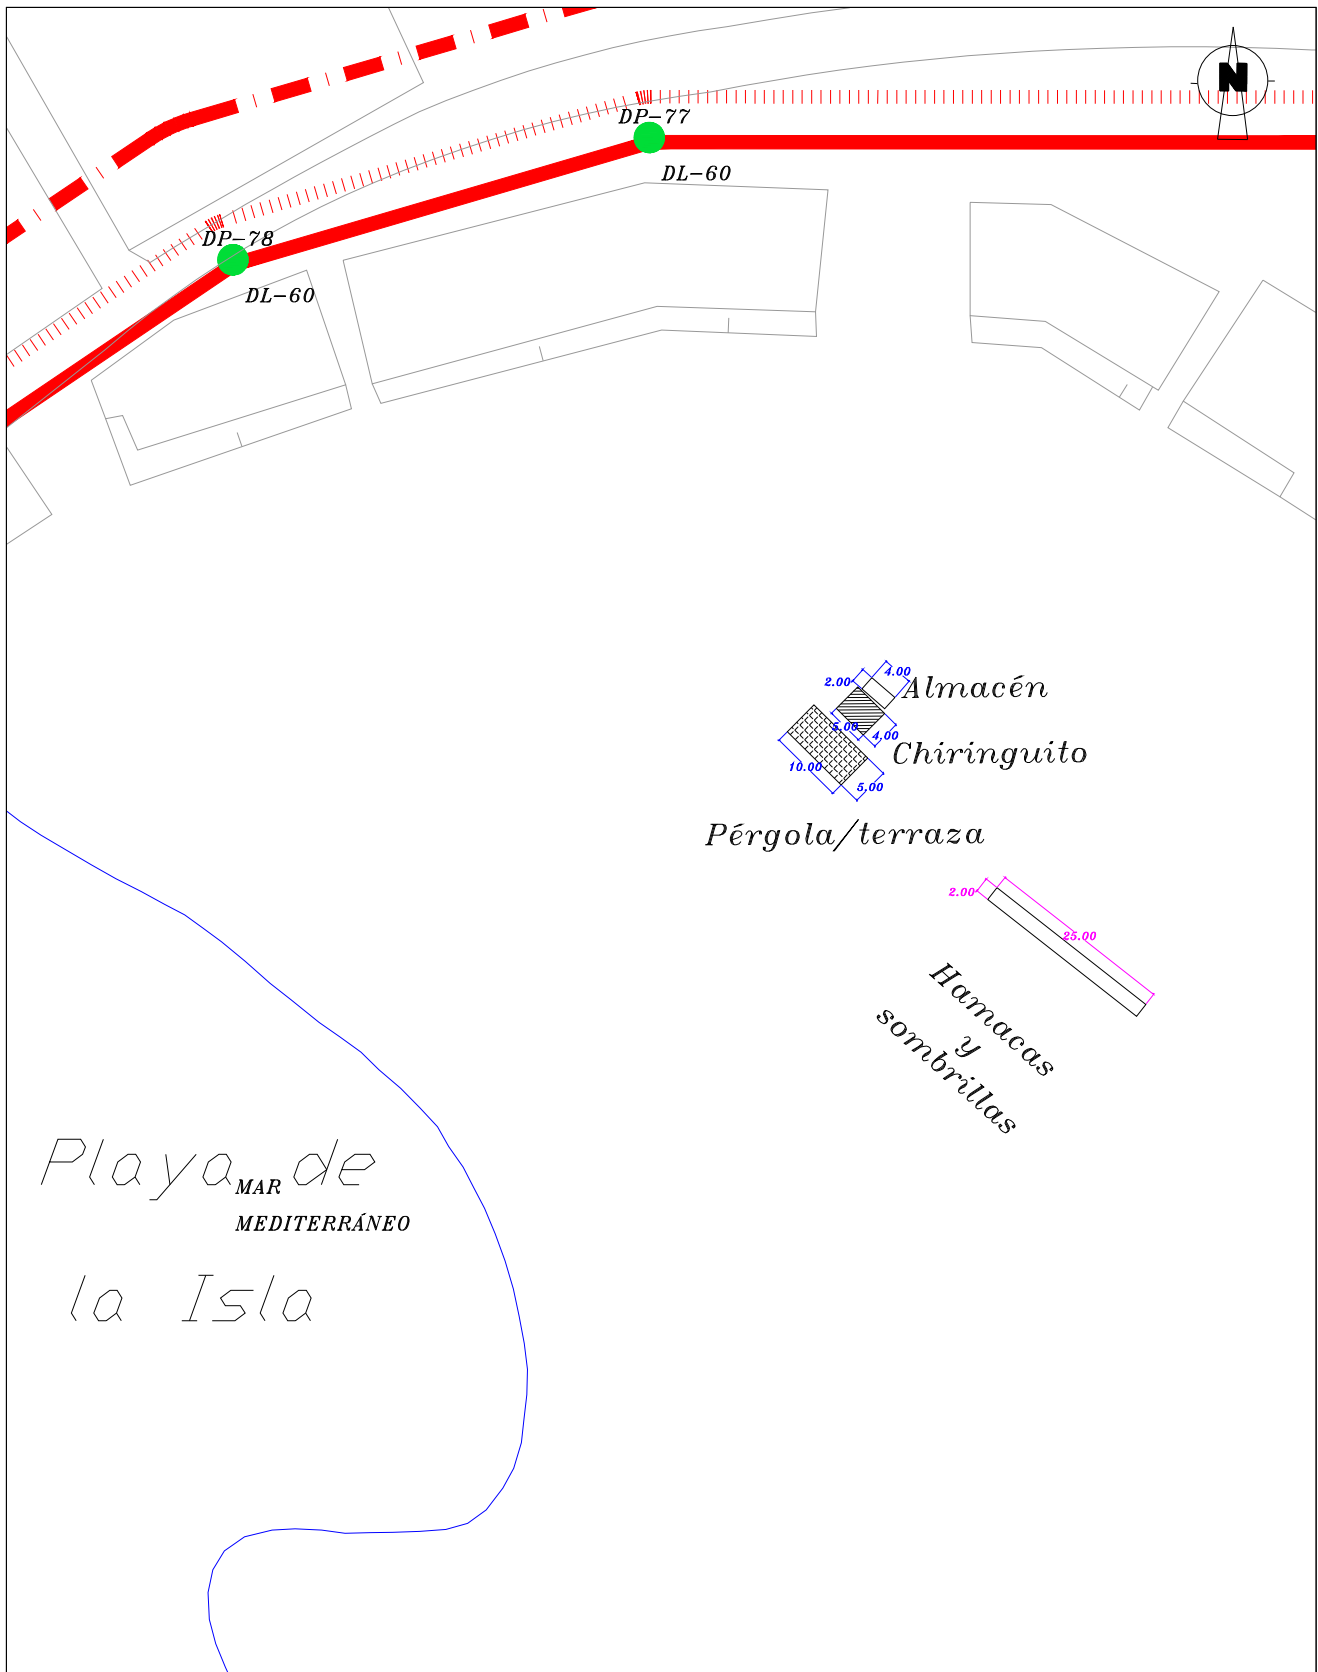 N
DP-77
DL-60
DP-78
DL-60
4.00
2.00
Almacén
5.00
4.00
Chiringuito
10.00
5.00
Pérgola/terraza
2.00
25.00
Hamacas
y
sombrillas
Playa de
MAR
MEDITERRÁNEO
la Isla